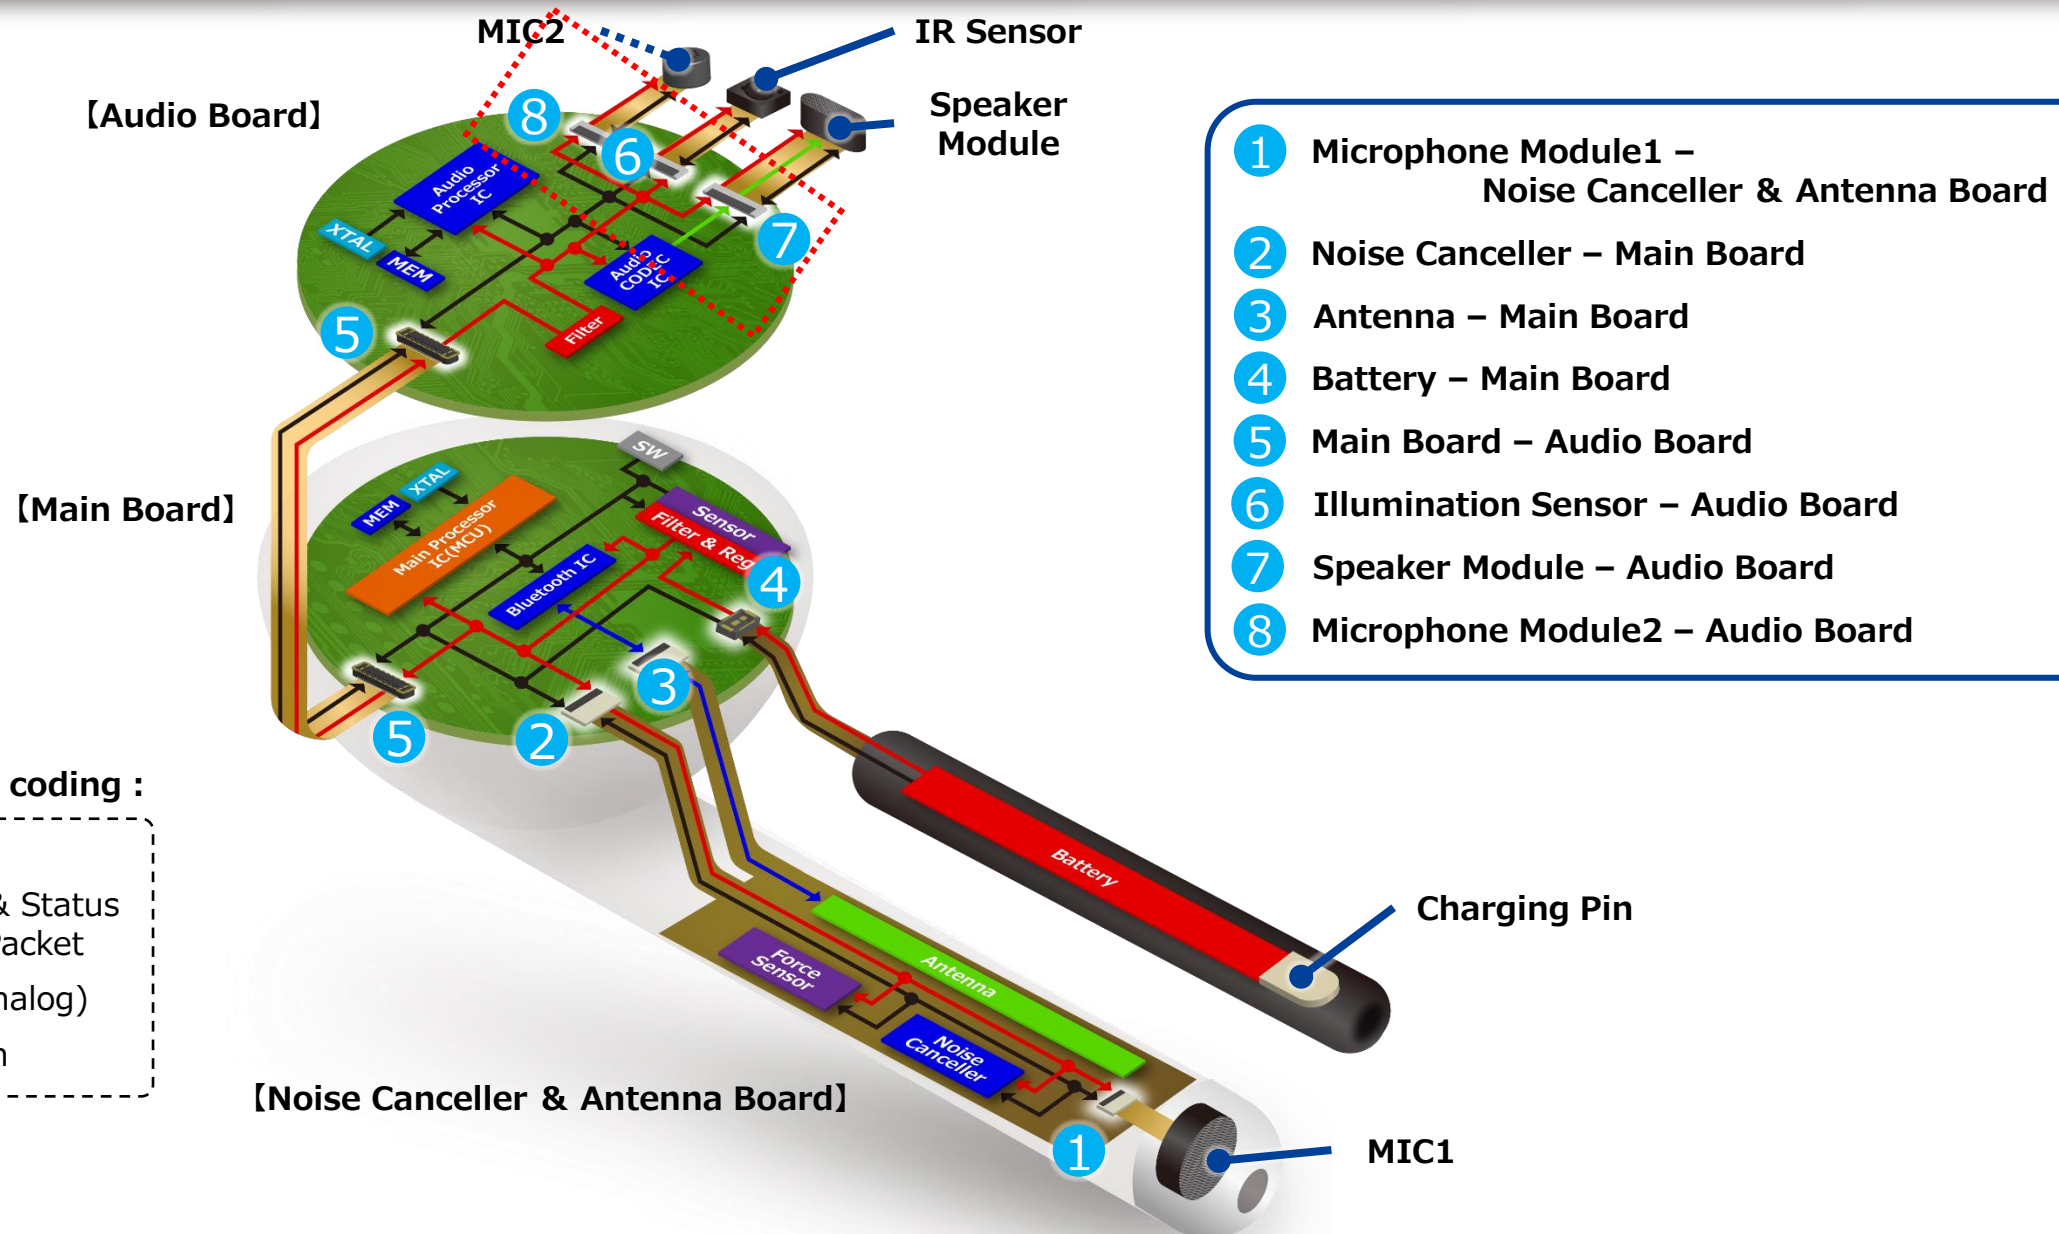 MIC2
IR Sensor
【Audio Board】
Speaker
Module
8
6
7
5
Audio
Processor
IC
XTAL
MEM
Audio
CODEC
IC
Filter
1 Microphone Module1 –
Noise Canceller & Antenna Board
2 Noise Canceller – Main Board
3 Antenna – Main Board
4 Battery – Main Board
5 Main Board – Audio Board
6 Illumination Sensor – Audio Board
7 Speaker Module – Audio Board
8 Microphone Module2 – Audio Board
【Main Board】
SW
MEM
XTAL
Main Processor
IC(MCU)
Sensor
Filter & Reg
Bluetooth IC
4
3
2
5
coding :
& Status
acket
nalog)
Battery
Charging Pin
Antenna
Force
Sensor
Noise
Canceller
【Noise Canceller & Antenna Board】
1
MIC1